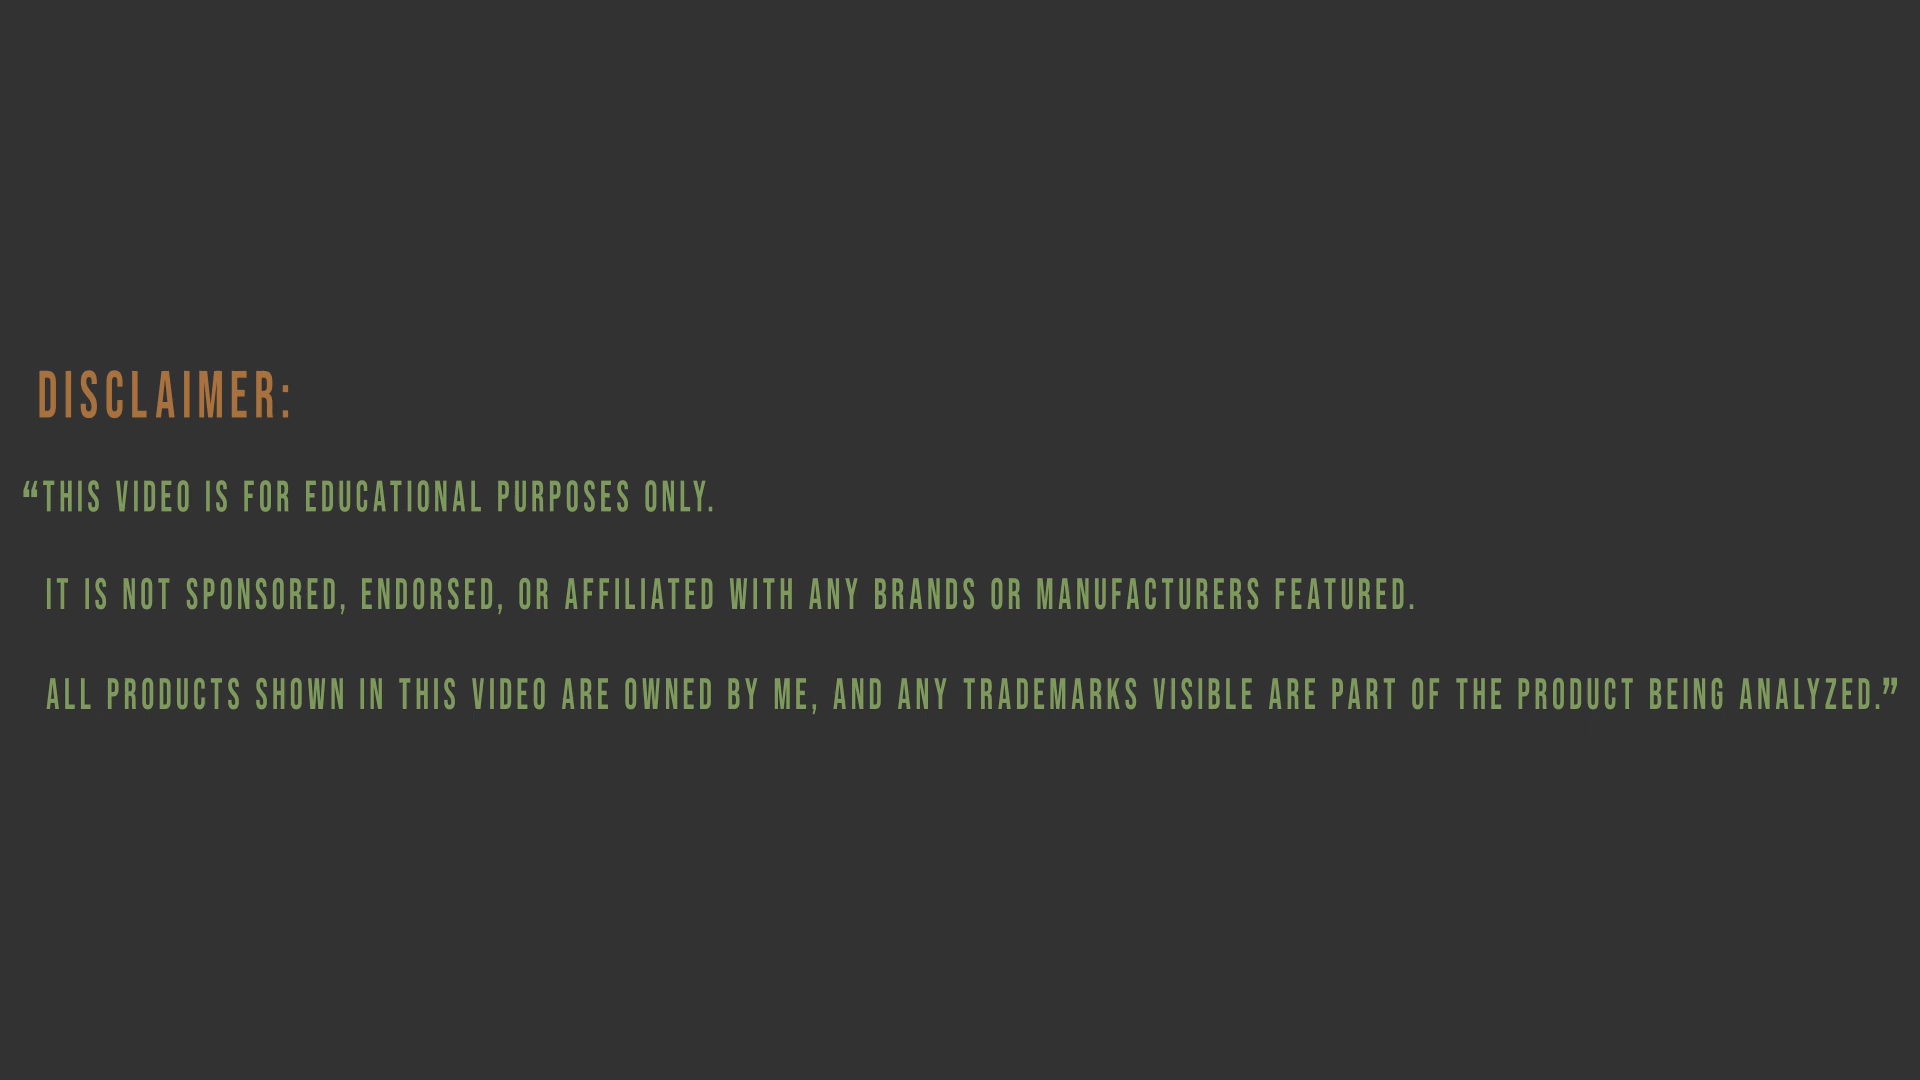 DISCLAIMER:
“THIS VIDEO IS FOR EDUCATIONAL PURPOSES ONLY.
IT IS NOT SPONSORED, ENDORSED, OR AFFILIATED WITH ANY BRANDS OR MANUFACTURERS FEATURED.
ALL PRODUCTS SHOWN IN THIS VIDEO ARE OWNED BY ME, AND ANY TRADEMARKS VISIBLE ARE PART OF THE PRODUCT BEING ANALYZED.”